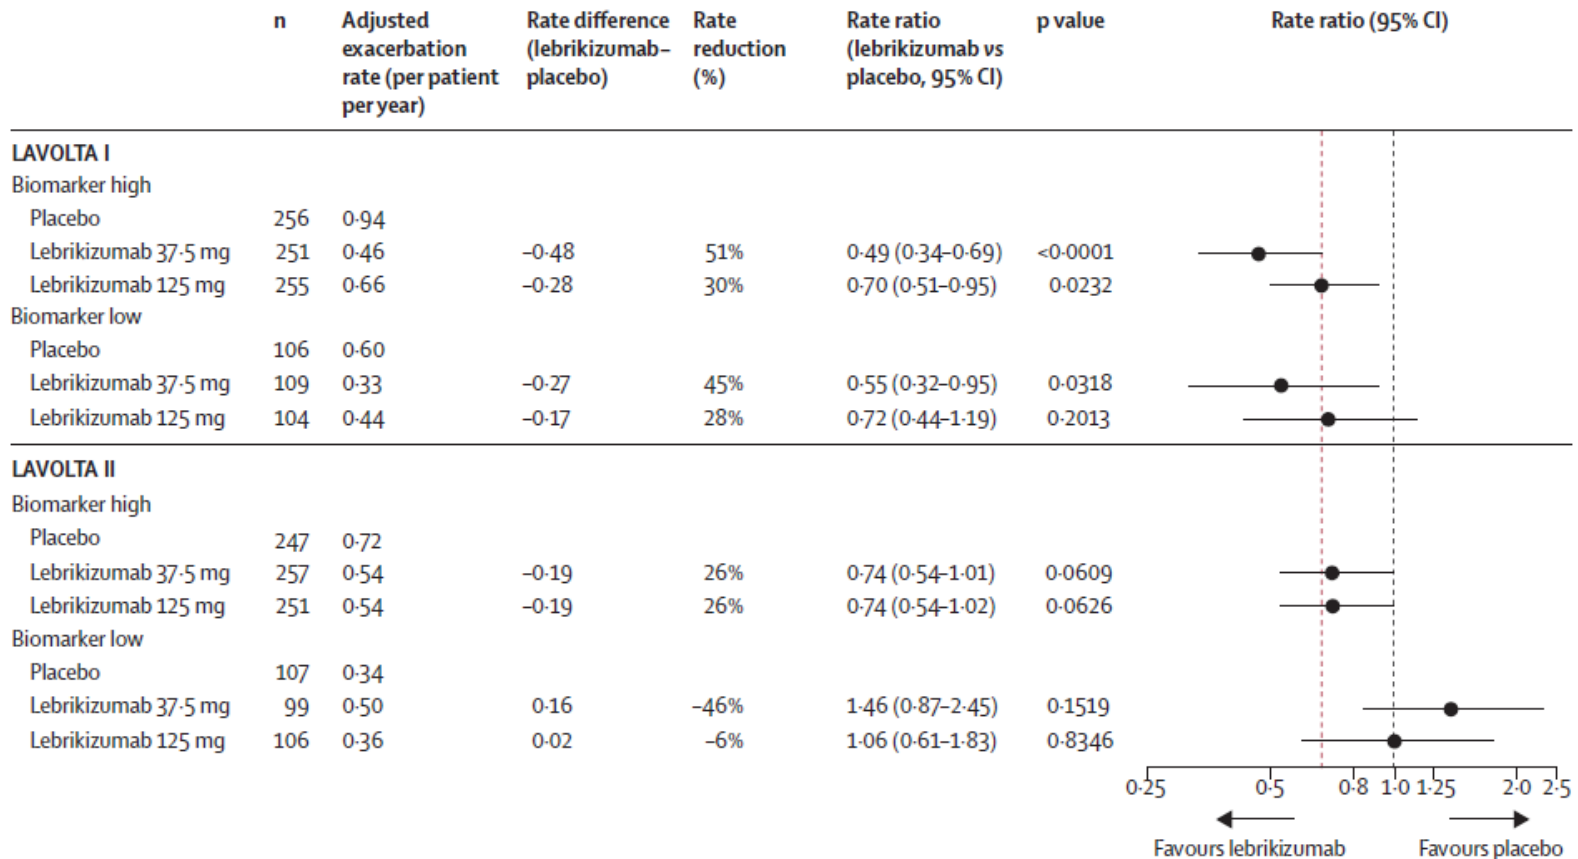 n Adjusted exacerbation rate (per patient per year) Rate difference (lebrikizumab–placebo) Rate reduction (%) Rate ratio (lebrikizumab vs placebo, 95% CI) p value Rate ratio (95% CI)
LAVOLTA I
Biomarker high
Placebo 256 0·94
Lebrikizumab 37·5 mg 251 0·46 –0·48 51% 0·49 (0·34–0·69) <0·0001
Lebrikizumab 125 mg 255 0·66 –0·28 30% 0·70 (0·51–0·95) 0·0232
Biomarker low
Placebo 106 0·60
Lebrikizumab 37·5 mg 109 0·33 –0·27 45% 0·55 (0·32–0·95) 0·0318
Lebrikizumab 125 mg 104 0·44 –0·17 28% 0·72 (0·44–1·19) 0·2013
LAVOLTA II
Biomarker high
Placebo 247 0·72
Lebrikizumab 37·5 mg 257 0·54 –0·19 26% 0·74 (0·54–1·01) 0·0609
Lebrikizumab 125 mg 251 0·54 –0·19 26% 0·74 (0·54–1·02) 0·0626
Biomarker low
Placebo 107 0·34
Lebrikizumab 37·5 mg 99 0·50 0·16 –46% 1·46 (0·87–2·45) 0·1519
Lebrikizumab 125 mg 106 0·36 0·02 –6% 1·06 (0·61–1·83) 0·8346
0·25 0·5 0·8 1·0 1·25 2·0 2·5
Favours lebrikizumab Favours placebo